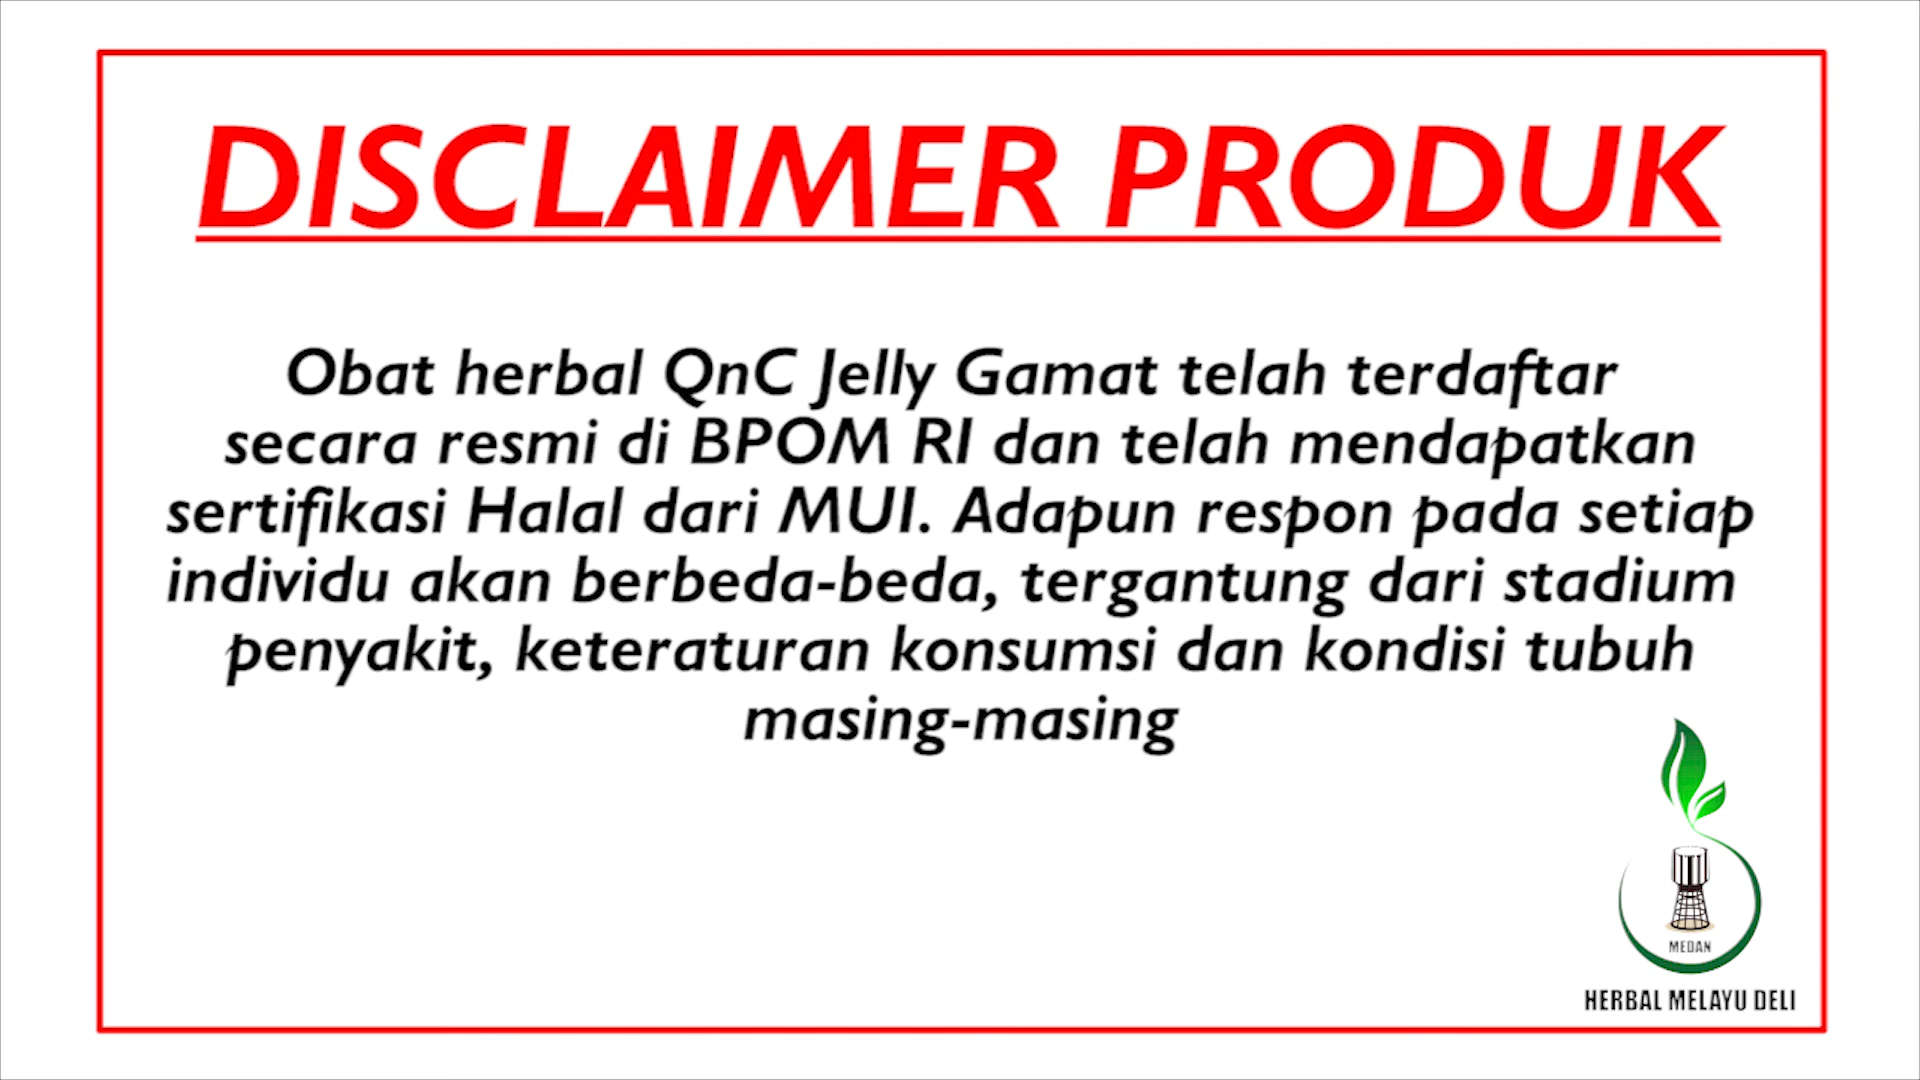 DISCLAIMER PRODUK
Obat herbal QnC Jelly Gamat telah terdaftar
secara resmi di BPOM RI dan telah mendapatkan
sertifikasi Halal dari MUI. Adapun respon pada setiap
individu akan berbeda-beda, tergantung dari stadium
penyakit, keteraturan konsumsi dan kondisi tubuh
masing-masing
MEDAN
HERBAL MELAYU DELI